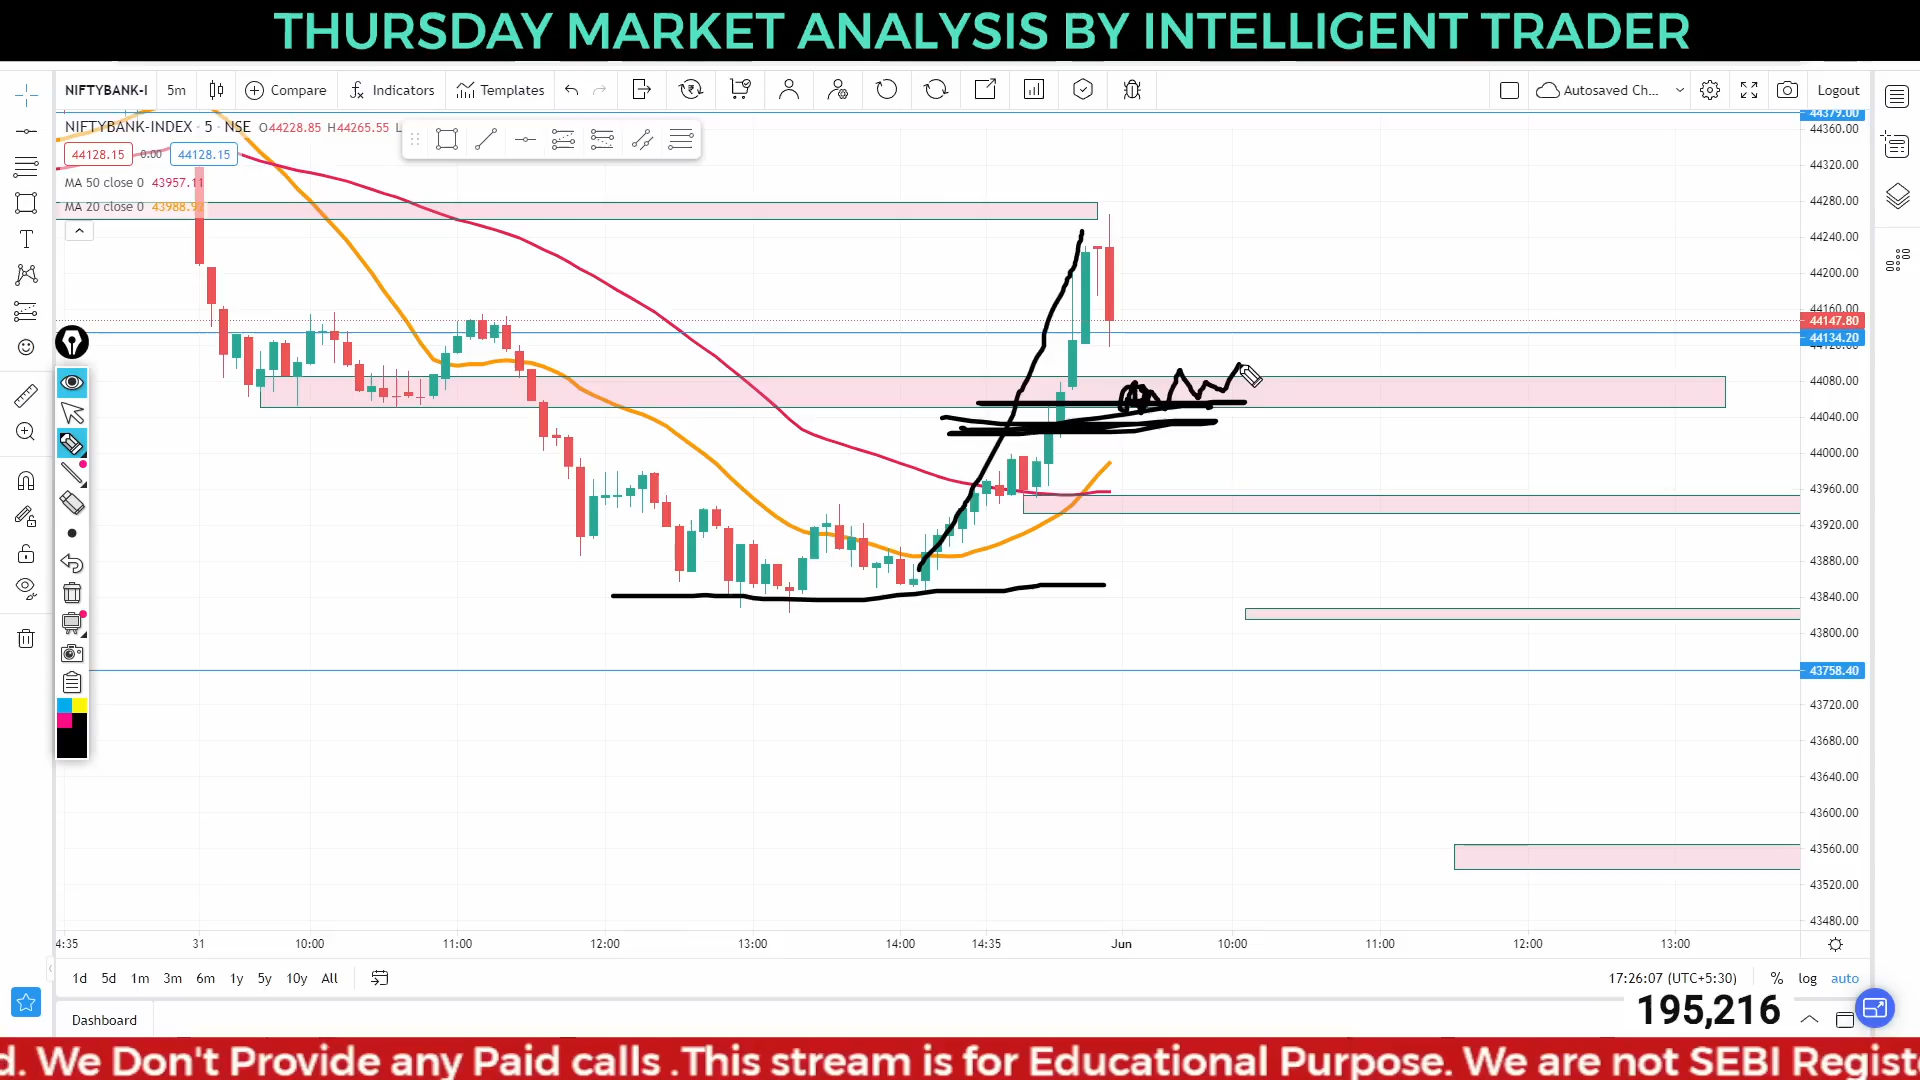 THURSDAY MARKET ANALYSIS BY INTELLIGENT TRADER
NIFTYBANK-I 5m Compare Indicators Templates Autosaved Ch... Logout
NIFTYBANK-INDEX · 5 · NSE O44228.85 H44265.55 L
44128.15 0.00 44128.15
MA 50 close 0 43957.11
MA 20 close 0 43988.92
44379.00
44360.00
44320.00
44280.00
44240.00
44200.00
44160.00
44147.80
44134.20
44120.00
44080.00
44040.00
44000.00
43960.00
43920.00
43880.00
43840.00
43800.00
43758.40
43720.00
43680.00
43640.00
43600.00
43560.00
43520.00
43480.00
4:35 31 10:00 11:00 12:00 13:00 14:00 14:35 Jun 10:00 11:00 12:00 13:00
1d 5d 1m 3m 6m 1y 5y 10y All 17:26:07 (UTC+5:30) % log auto
195,216
Dashboard
d. We Don't Provide any Paid calls .This stream is for Educational Purpose. We are not SEBI Regist